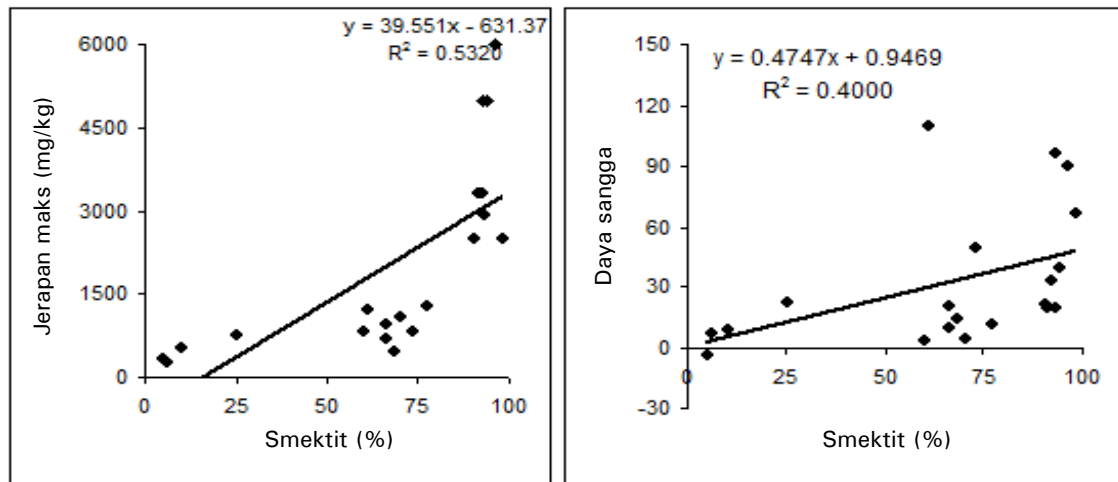 y = 39.551x - 631.37
R² = 0.5320
6000
4500
3000
1500
0
0 25 50 75 100
Jerapan maks (mg/kg)
Smektit (%)
y = 0.4747x + 0.9469
R² = 0.4000
150
120
90
60
30
0
-30
0 25 50 75 100
Daya sangga
Smektit (%)